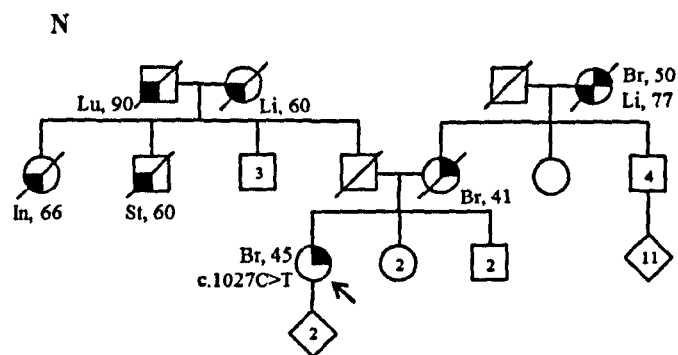 N
Lu, 90
Li, 60
Br, 50
Li, 77
In, 66
St, 60
3
Br, 41
4
Br, 45
c.1027C>T
2
2
11
2